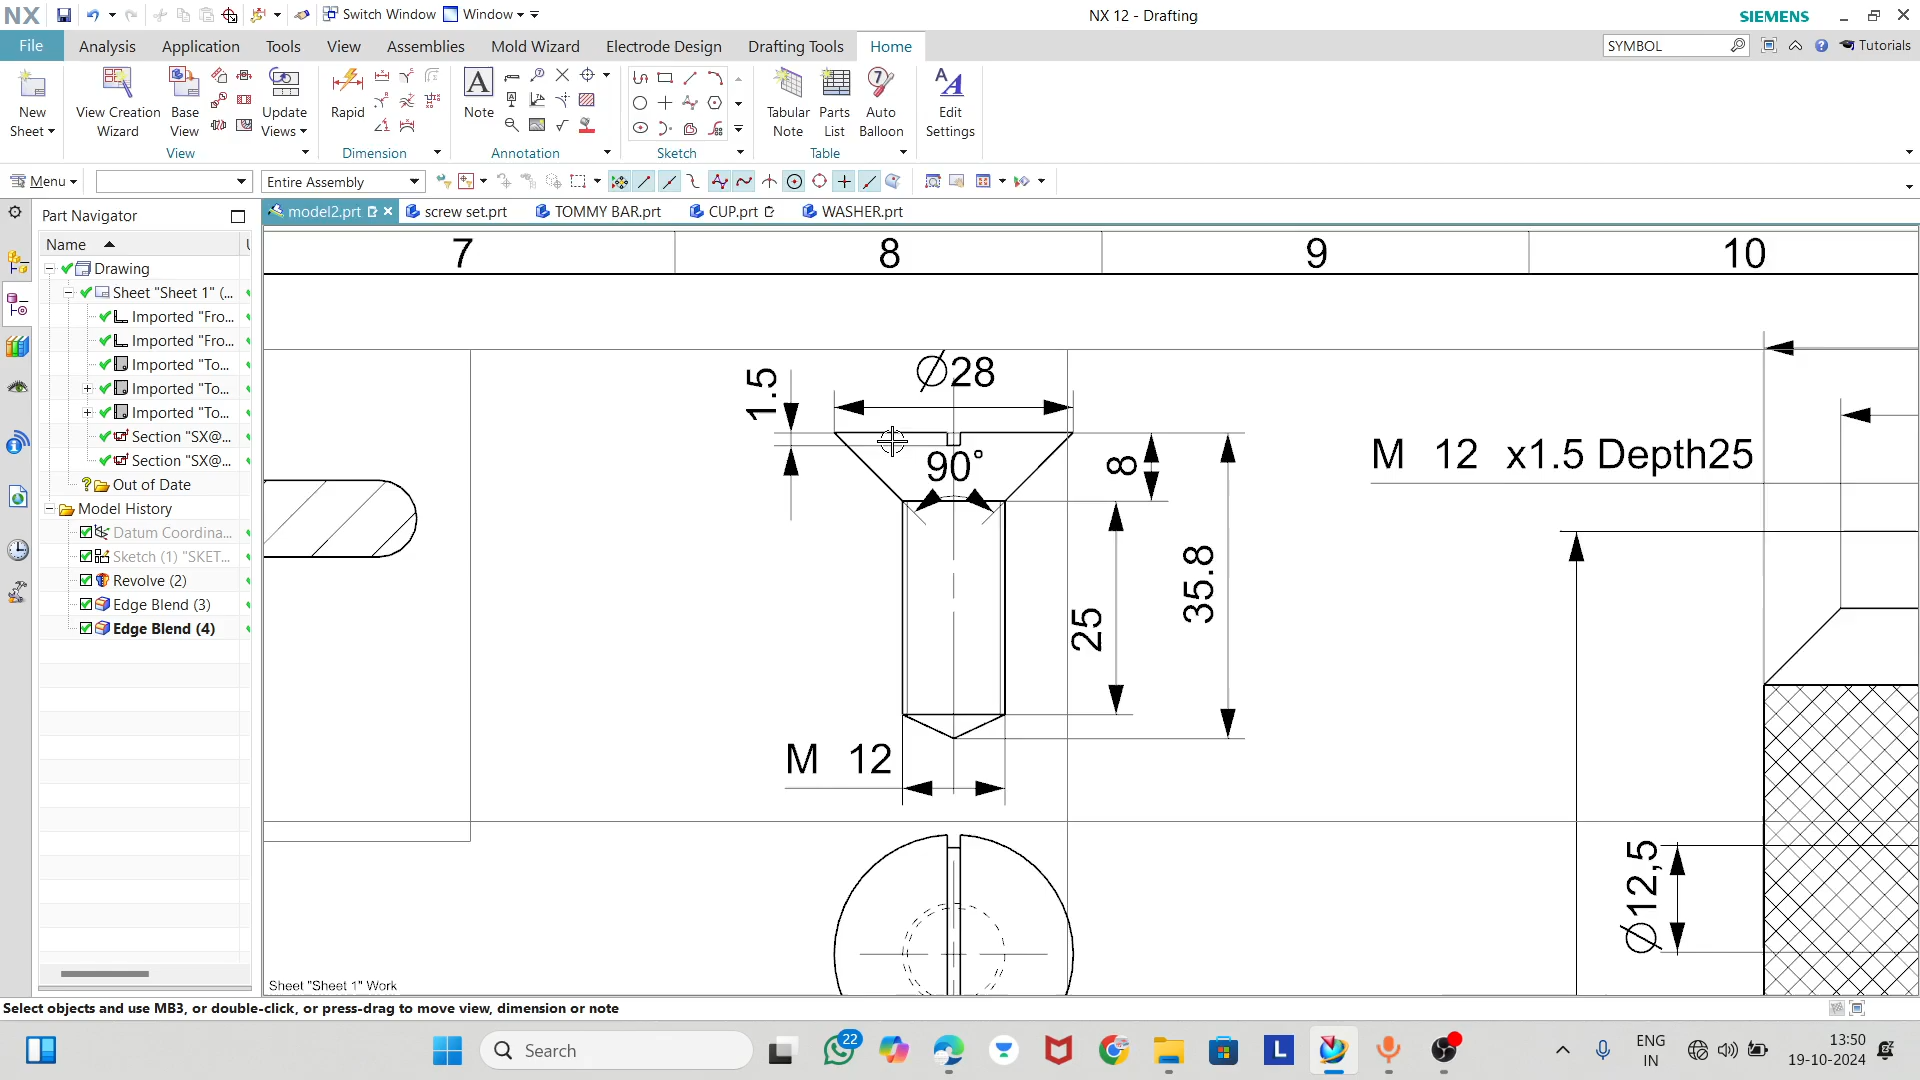 NX
Switch Window
Window
NX 12 - Drafting
SIEMENS
File
Analysis
Application
Tools
View
Assemblies
Mold Wizard
Electrode Design
Drafting Tools
Home
SYMBOL
Tutorials
New Sheet
View Creation Wizard
Base View
Update Views
Rapid
Note
Tabular Note
Parts List
Auto Balloon
Edit Settings
View
Dimension
Annotation
Sketch
Table
Menu
Entire Assembly
Part Navigator
model2.prt
screw set.prt
TOMMY BAR.prt
CUP.prt
WASHER.prt
Name
Drawing
Sheet "Sheet 1" (...
Imported "Fro...
Imported "Fro...
Imported "To...
Imported "To...
Imported "To...
Section "SX@...
Section "SX@...
Out of Date
Model History
Datum Coordina...
Sketch (1) "SKET...
Revolve (2)
Edge Blend (3)
Edge Blend (4)
7
8
9
10
1.5
Ø28
90°
8
25
35.8
M 12
M 12 x1.5 Depth25
Ø12,5
Sheet "Sheet 1" Work
Select objects and use MB3, or double-click, or press-drag to move view, dimension or note
Search
22
ENG
IN
13:50
19-10-2024